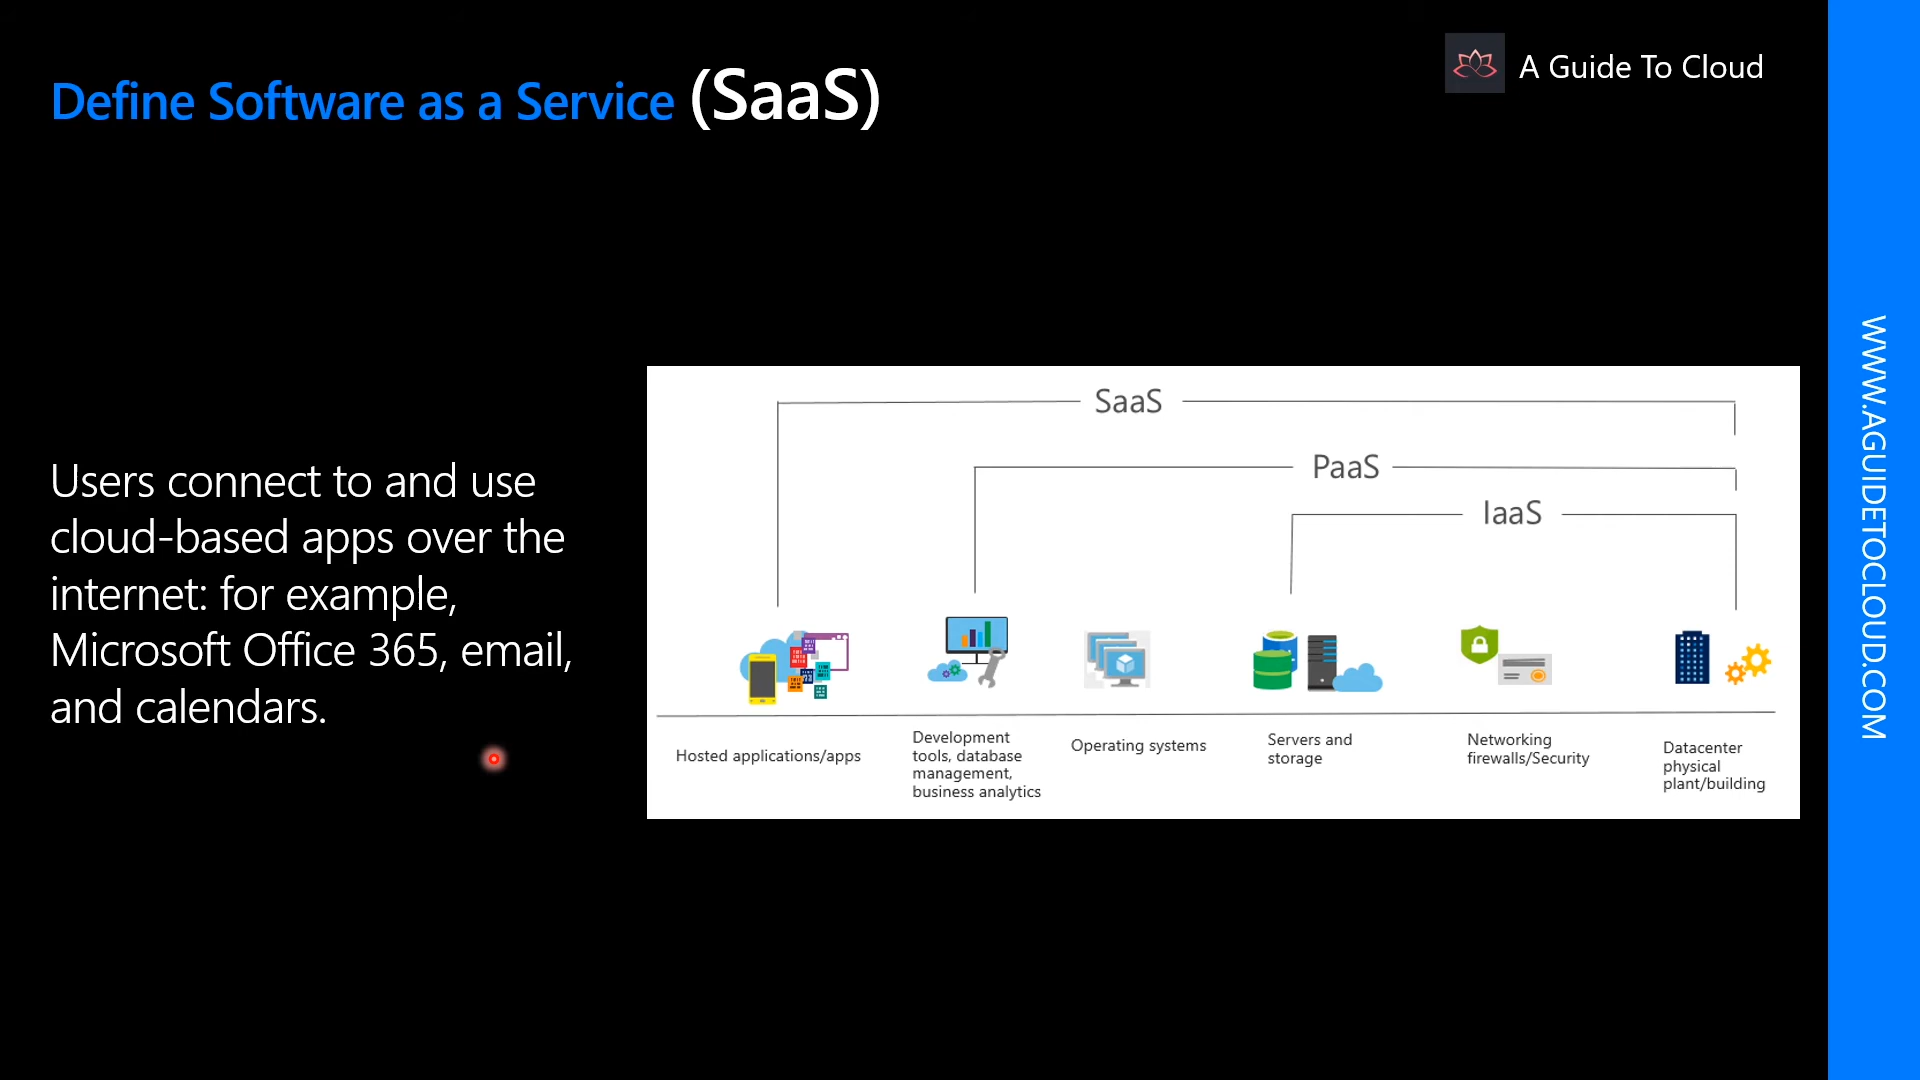 Define Software as a Service (SaaS)
A Guide To Cloud
Users connect to and use
cloud-based apps over the
internet: for example,
Microsoft Office 365, email,
and calendars.
SaaS
PaaS
IaaS
Hosted applications/apps
Development
tools, database
management,
business analytics
Operating systems
Servers and
storage
Networking
firewalls/Security
Datacenter
physical
plant/building
WWW.AGUIDETOCLOUD.COM